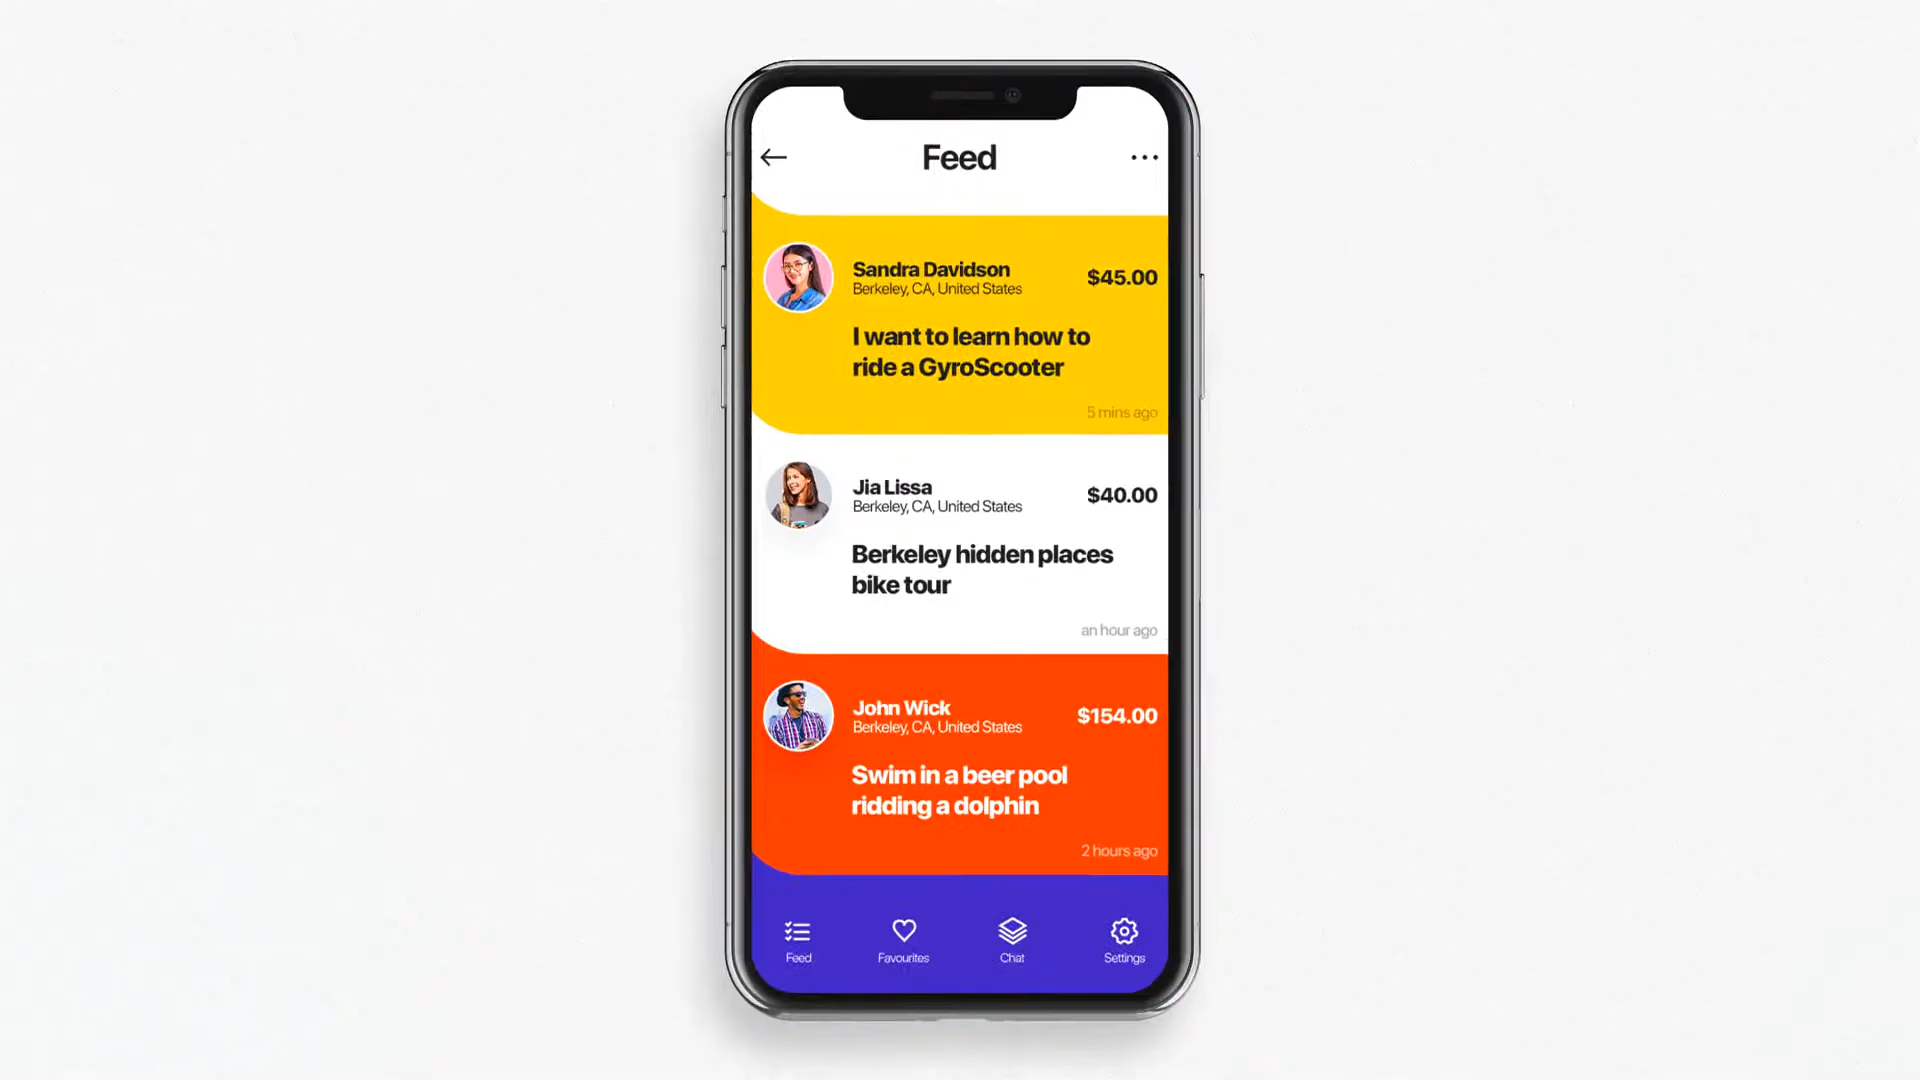 Feed
Sandra Davidson
$45.00
Berkeley, CA, United States
I want to learn how to
ride a GyroScooter
5 mins ago
Jia Lissa
$40.00
Berkeley, CA, United States
Berkeley hidden places
bike tour
an hour ago
John Wick
$154.00
Berkeley, CA, United States
Swim in a beer pool
ridding a dolphin
2 hours ago
Feed
Favourites
Chat
Settings